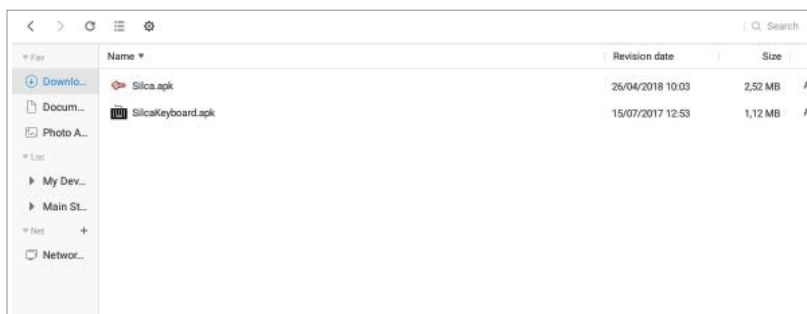 Search
Fav
Name Revision date Size
Downlo...
Silca.apk 26/04/2018 10:03 2,52 MB
Docum...
SilcaKeyboard.apk 15/07/2017 12:53 1,12 MB
Photo A...
Loc
My Dev...
Main St...
Net +
Networ...